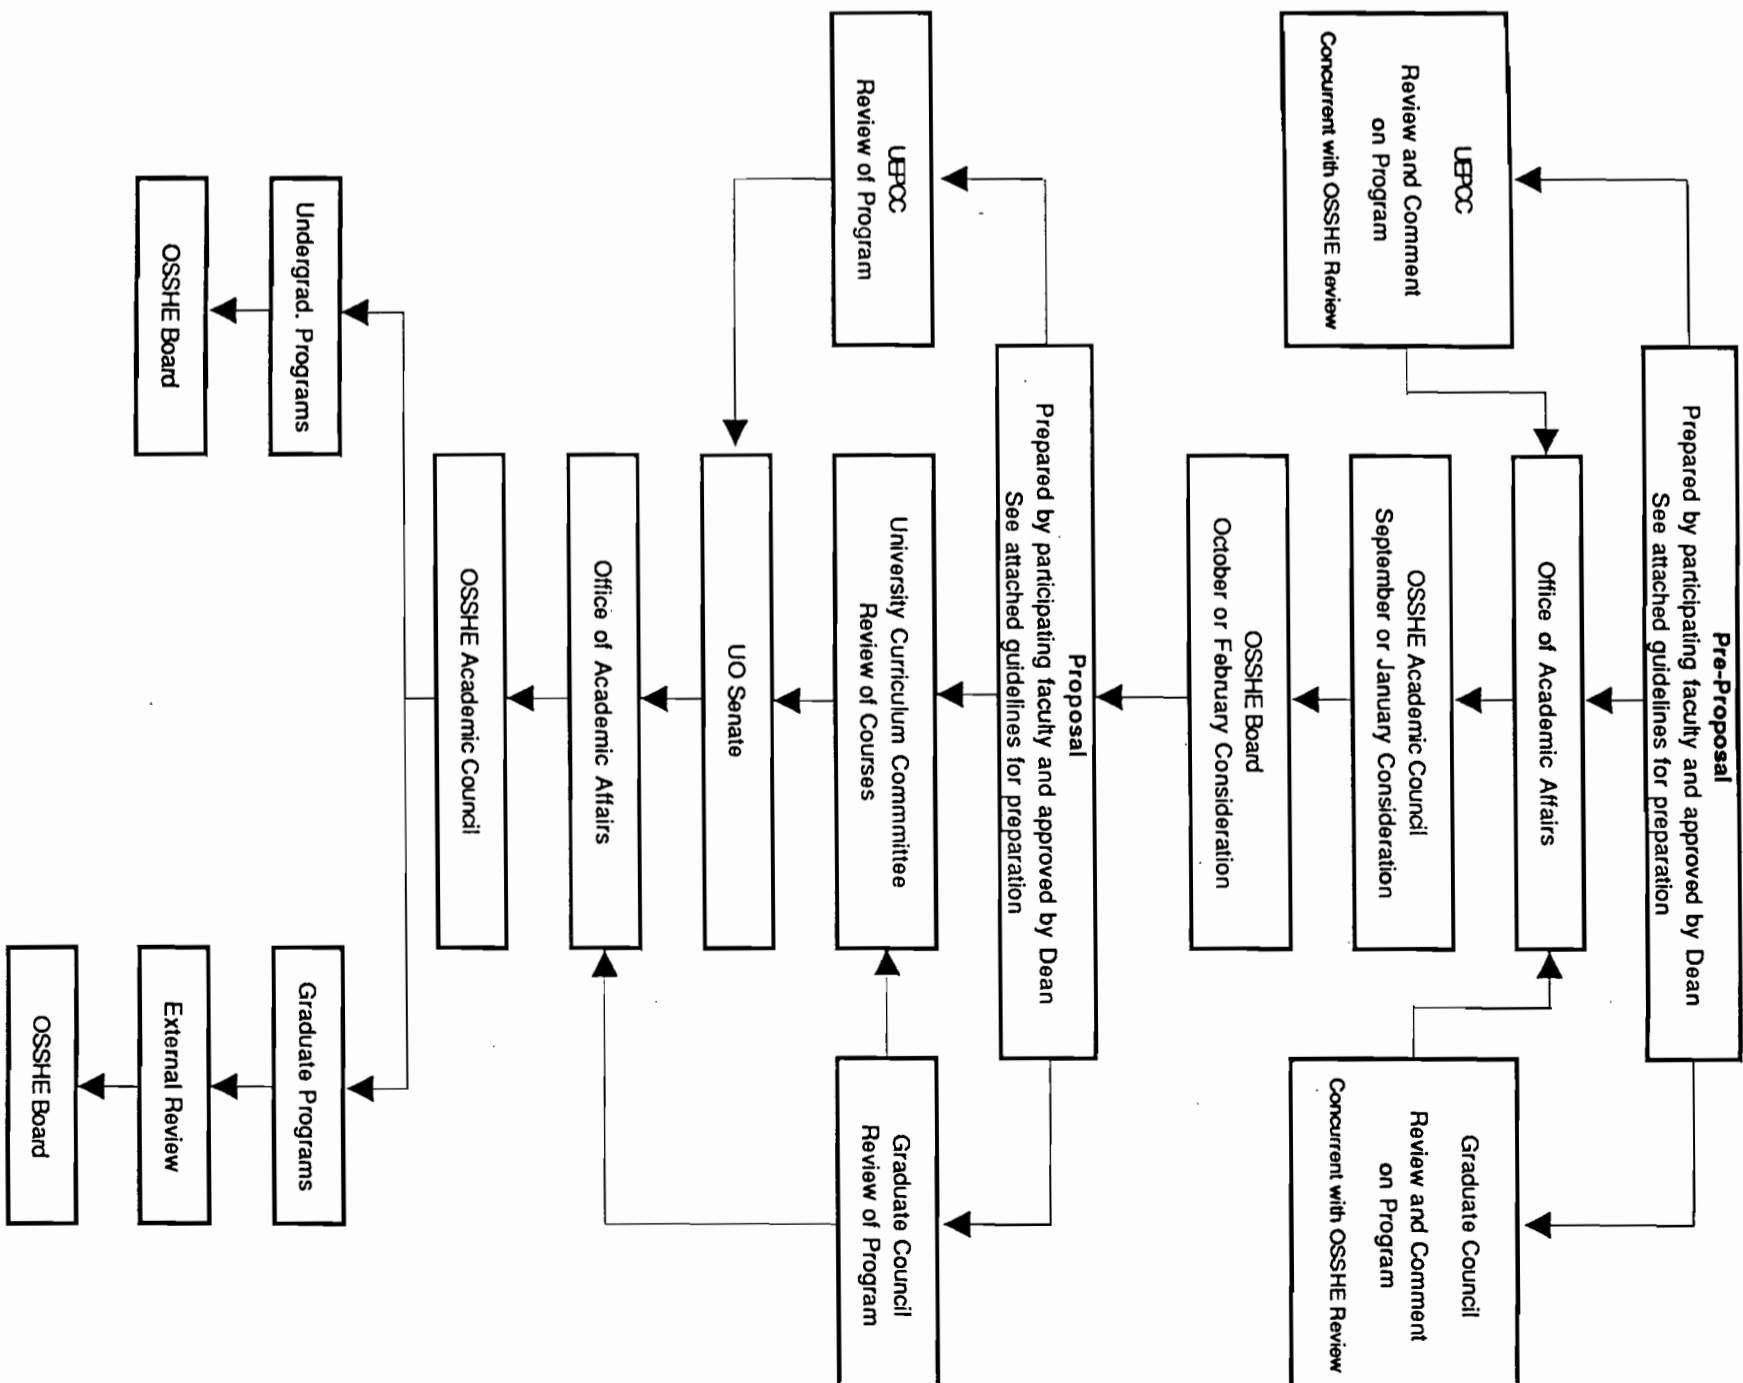 Pre-Proposal
Prepared by participating faculty and approved by Dean
See attached guidelines for preparation
UEPCC
Review and Comment
on Program
Concurrent with OSSHE Review
Office of Academic Affairs
Graduate Council
Review and Comment
on Program
Concurrent with OSSHE Review
OSSHE Academic Council
September or January Consideration
OSSHE Board
October or February Consideration
Proposal
Prepared by participating faculty and approved by Dean
See attached guidelines for preparation
UEPCC
Review of Program
University Curriculum Committee
Review of Courses
Graduate Council
Review of Program
UO Senate
Office of Academic Affairs
OSSHE Academic Council
Undergrad. Programs
OSSHE Board
Graduate Programs
External Review
OSSHE Board